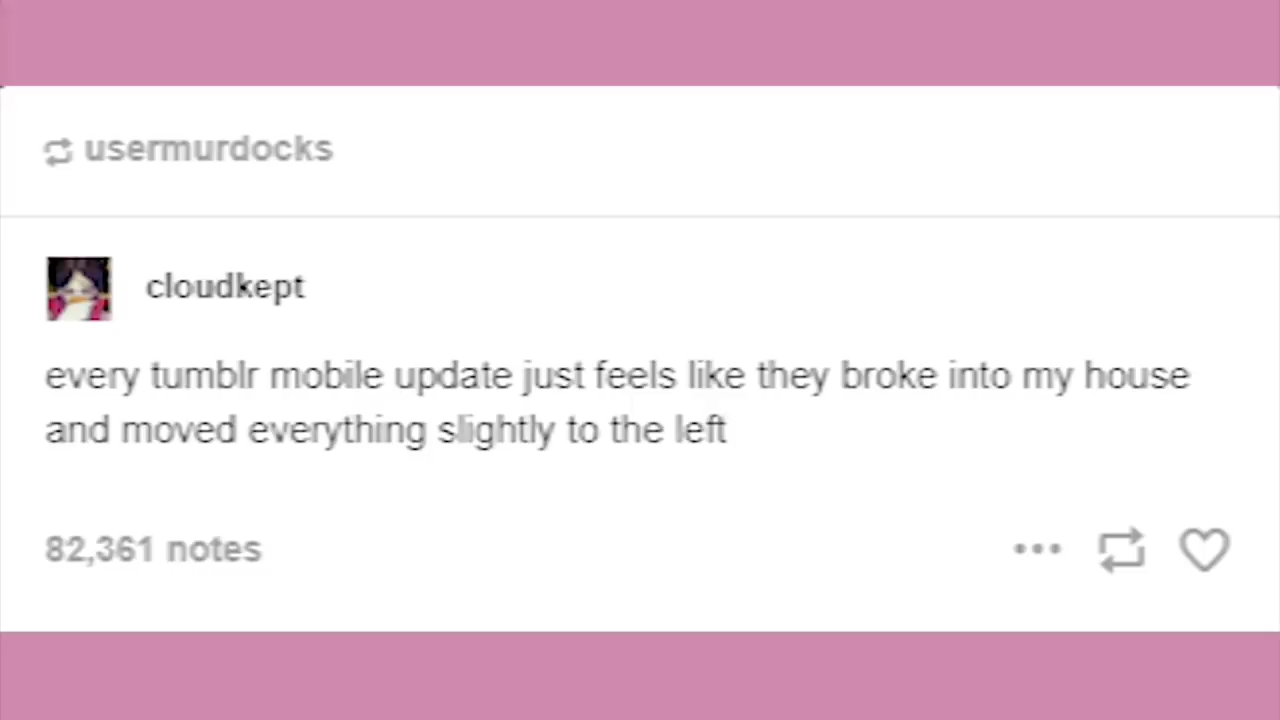 usermurdocks
cloudkept
every tumblr mobile update just feels like they broke into my house
and moved everything slightly to the left
82,361 notes